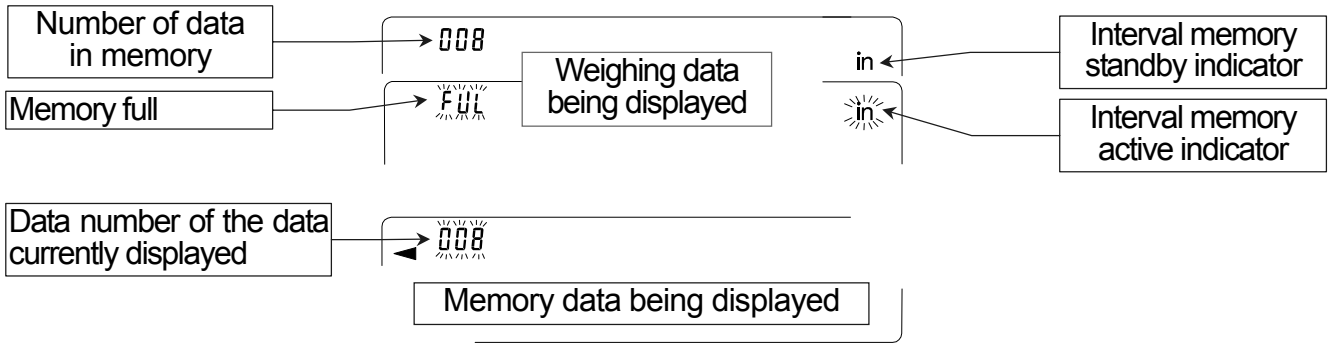 Number of data
in memory
008
Weighing data
being displayed
in
Interval memory
standby indicator
Memory full
FUL
in
Interval memory
active indicator
Data number of the data
currently displayed
008
Memory data being displayed